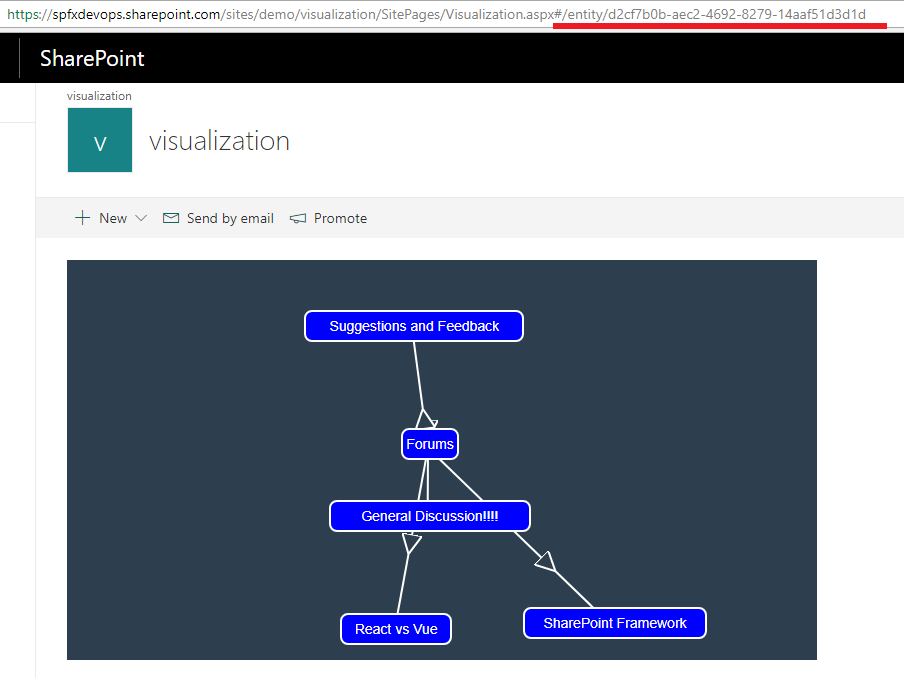 https://spfxdevops.sharepoint.com/sites/demo/visualization/SitePages/Visualization.aspx#/entity/d2cf7b0b-aec2-4692-8279-14aaf51d3d1d
SharePoint
visualization
V visualization
New Send by email Promote
Suggestions and Feedback
Forums
General Discussion!!!!
React vs Vue SharePoint Framework